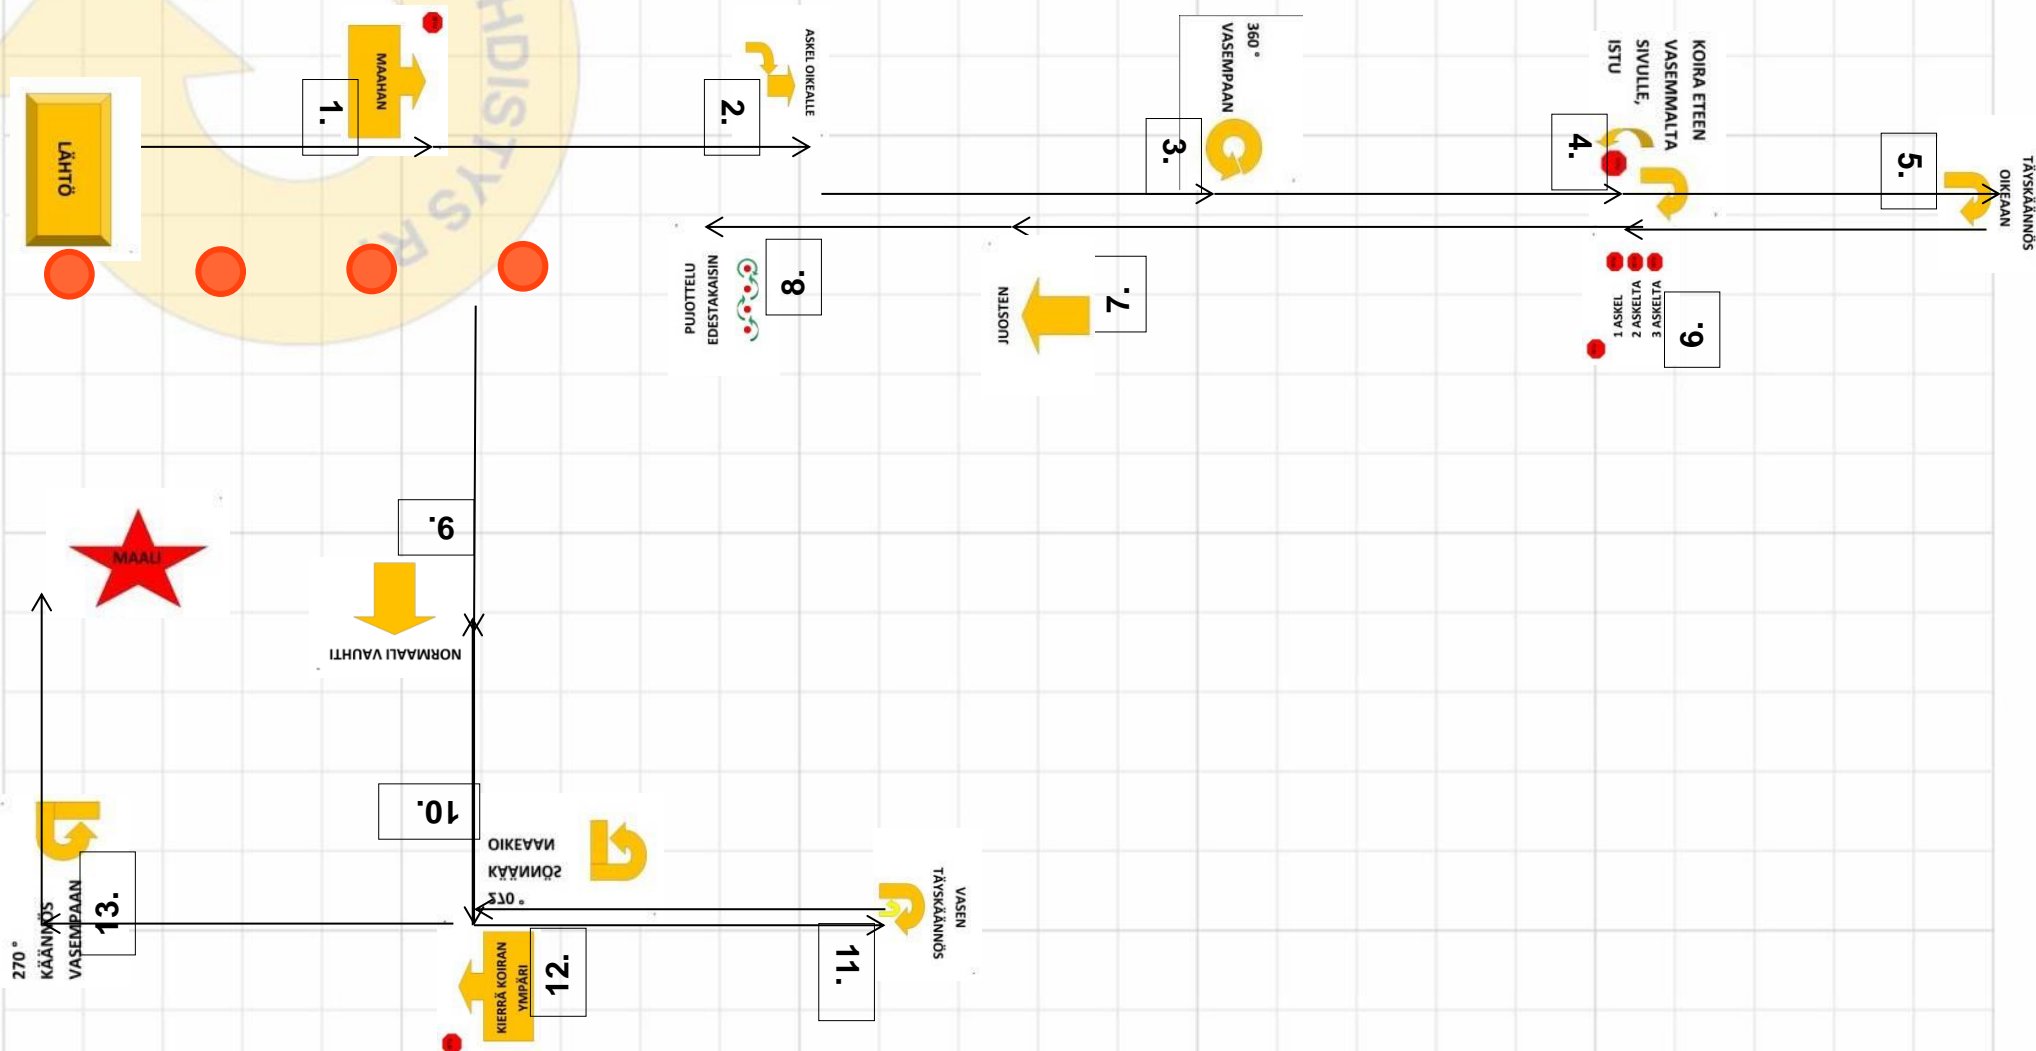 HDISTYS R.
LÄHTÖ
1.
MAAHAN
2.
ASKEL OIKEALLE
3.
360°
VASEMPAAN
4.
KOIRA ETEEN
VASEMMALTA
SIVULLE,
ISTU
5.
TÄYSKÄÄNNÖS
OIKEAAN
6.
1 ASKEL
2 ASKELTA
3 ASKELTA
7.
JUOSTEN
8.
PUJOTTELU
EDESTAKAISIN
9.
NORMAALI VAUHTI
10.
270°
KÄÄNNÖS
OIKEAAN
11.
VASEN
TÄYSKÄÄNNÖS
12.
KIERRÄ KOIRAN
YMPÄRI
13.
270°
KÄÄNNÖS
VASEMPAAN
MAALI